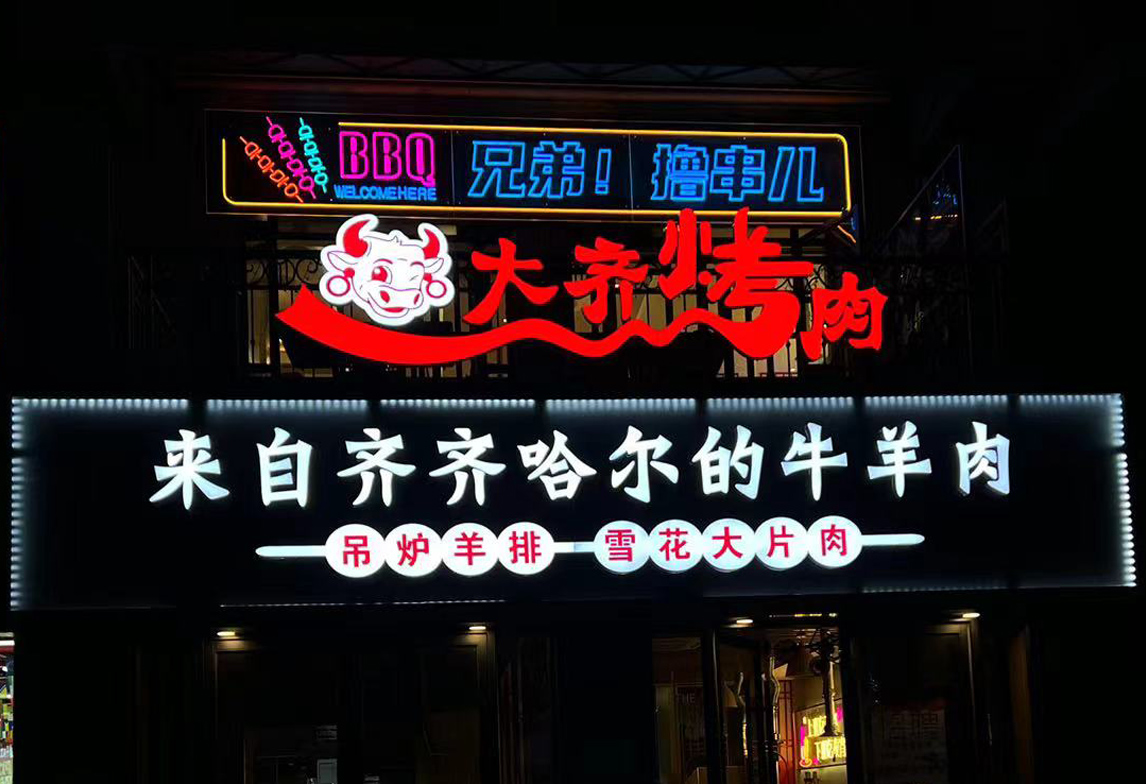 BBQ 兄弟！撸串儿
WELCOME HERE
大齐烤肉
来自齐齐哈尔的牛羊肉
吊炉羊排 雪花大片肉